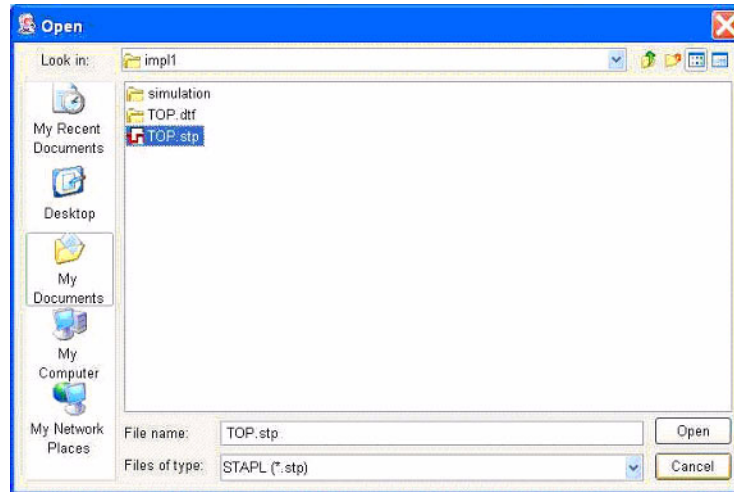 Open
Look in:
impl1
simulation
TOP.dtf
TOP.stp
My Recent
Documents
Desktop
My
Documents
My
Computer
My Network
Places
File name:
TOP.stp
Open
Files of type:
STAPL (*.stp)
Cancel